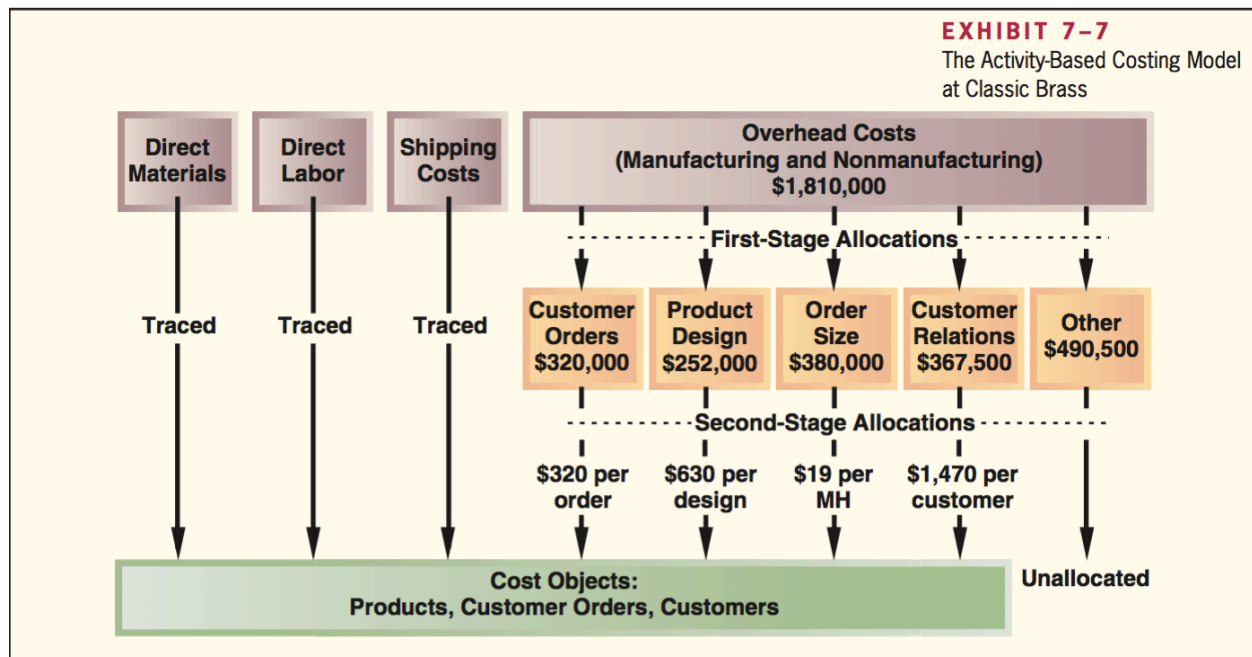 EXHIBIT 7–7
The Activity-Based Costing Model
at Classic Brass
Direct
Materials
Direct
Labor
Shipping
Costs
Overhead Costs
(Manufacturing and Nonmanufacturing)
$1,810,000
First-Stage Allocations
Traced
Traced
Traced
Customer
Orders
$320,000
Product
Design
$252,000
Order
Size
$380,000
Customer
Relations
$367,500
Other
$490,500
Second-Stage Allocations
$320 per
order
$630 per
design
$19 per
MH
$1,470 per
customer
Cost Objects:
Products, Customer Orders, Customers
Unallocated